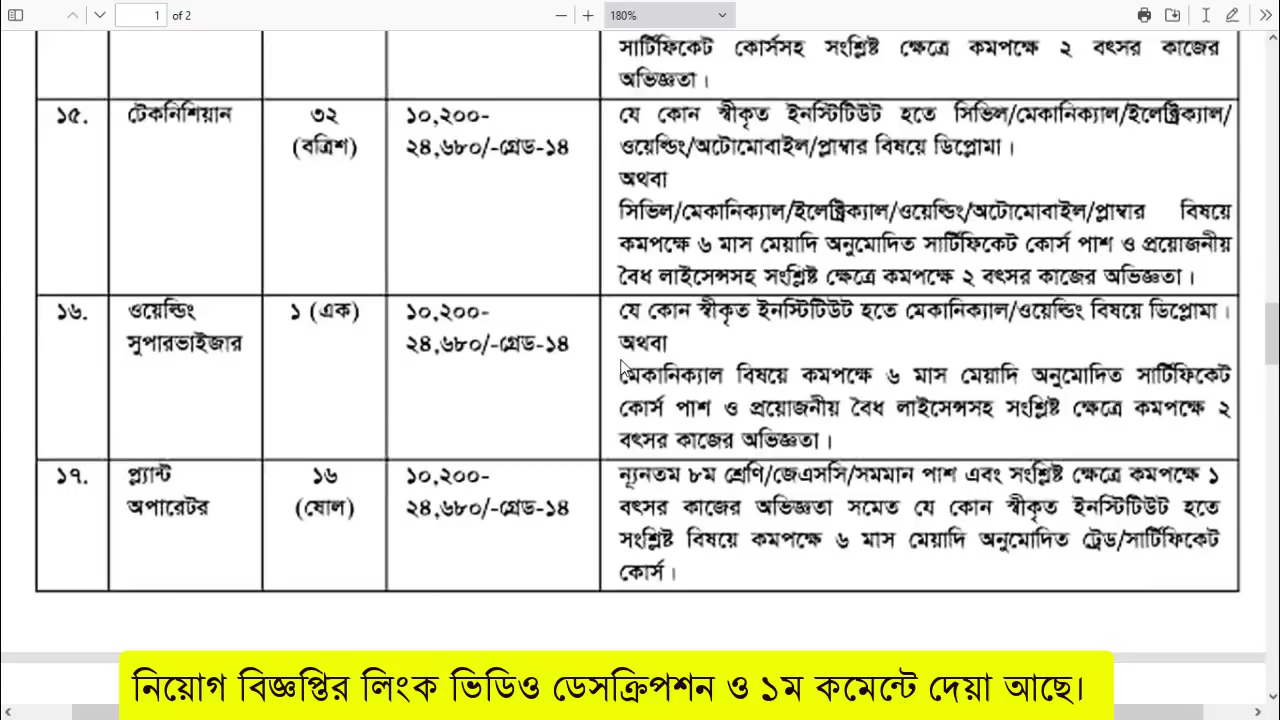 1 of 2 180%
সার্টিফিকেট কোর্সসহ সংশ্লিষ্ট ক্ষেত্রে কমপক্ষে ২ বৎসর কাজের
অভিজ্ঞতা।
১৫. টেকনিশিয়ান ৩২ (বত্রিশ) ১০,২০০-২৪,৬৮০/-গ্রেড-১৪
যে কোন স্বীকৃত ইনস্টিটিউট হতে সিভিল/মেকানিক্যাল/ইলেক্ট্রিক্যাল/
ওয়েল্ডিং/অটোমোবাইল/প্লাম্বার বিষয়ে ডিপ্লোমা।
অথবা
সিভিল/মেকানিক্যাল/ইলেক্ট্রিক্যাল/ওয়েল্ডিং/অটোমোবাইল/প্লাম্বার বিষয়ে
কমপক্ষে ৬ মাস মেয়াদি অনুমোদিত সার্টিফিকেট কোর্স পাশ ও প্রয়োজনীয়
বৈধ লাইসেন্সসহ সংশ্লিষ্ট ক্ষেত্রে কমপক্ষে ২ বৎসর কাজের অভিজ্ঞতা।
১৬. ওয়েল্ডিং সুপারভাইজার ১ (এক) ১০,২০০-২৪,৬৮০/-গ্রেড-১৪
যে কোন স্বীকৃত ইনস্টিটিউট হতে মেকানিক্যাল/ওয়েল্ডিং বিষয়ে ডিপ্লোমা।
অথবা
মেকানিক্যাল বিষয়ে কমপক্ষে ৬ মাস মেয়াদি অনুমোদিত সার্টিফিকেট
কোর্স পাশ ও প্রয়োজনীয় বৈধ লাইসেন্সসহ সংশ্লিষ্ট ক্ষেত্রে কমপক্ষে ২
বৎসর কাজের অভিজ্ঞতা।
১৭. প্ল্যান্ট অপারেটর ১৬ (ষোল) ১০,২০০-২৪,৬৮০/-গ্রেড-১৪
ন্যূনতম ৮ম শ্রেণি/জেএসসি/সমমান পাশ এবং সংশ্লিষ্ট ক্ষেত্রে কমপক্ষে ১
বৎসর কাজের অভিজ্ঞতা সমেত যে কোন স্বীকৃত ইনস্টিটিউট হতে
সংশ্লিষ্ট বিষয়ে কমপক্ষে ৬ মাস মেয়াদি অনুমোদিত ট্রেড/সার্টিফিকেট
কোর্স।
নিয়োগ বিজ্ঞপ্তির লিংক ভিডিও ডেসক্রিপশন ও ১ম কমেন্টে দেয়া আছে।